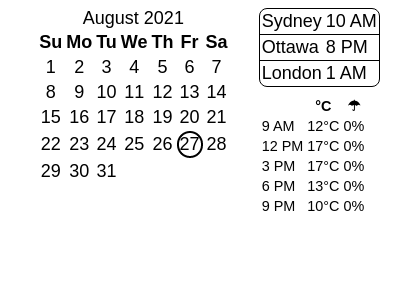 August 2021
Su Mo Tu We Th Fr Sa
1 2 3 4 5 6 7
8 9 10 11 12 13 14
15 16 17 18 19 20 21
22 23 24 25 26 27 28
29 30 31
Sydney 10 AM
Ottawa 8 PM
London 1 AM
°C ☂
9 AM 12°C 0%
12 PM 17°C 0%
3 PM 17°C 0%
6 PM 13°C 0%
9 PM 10°C 0%